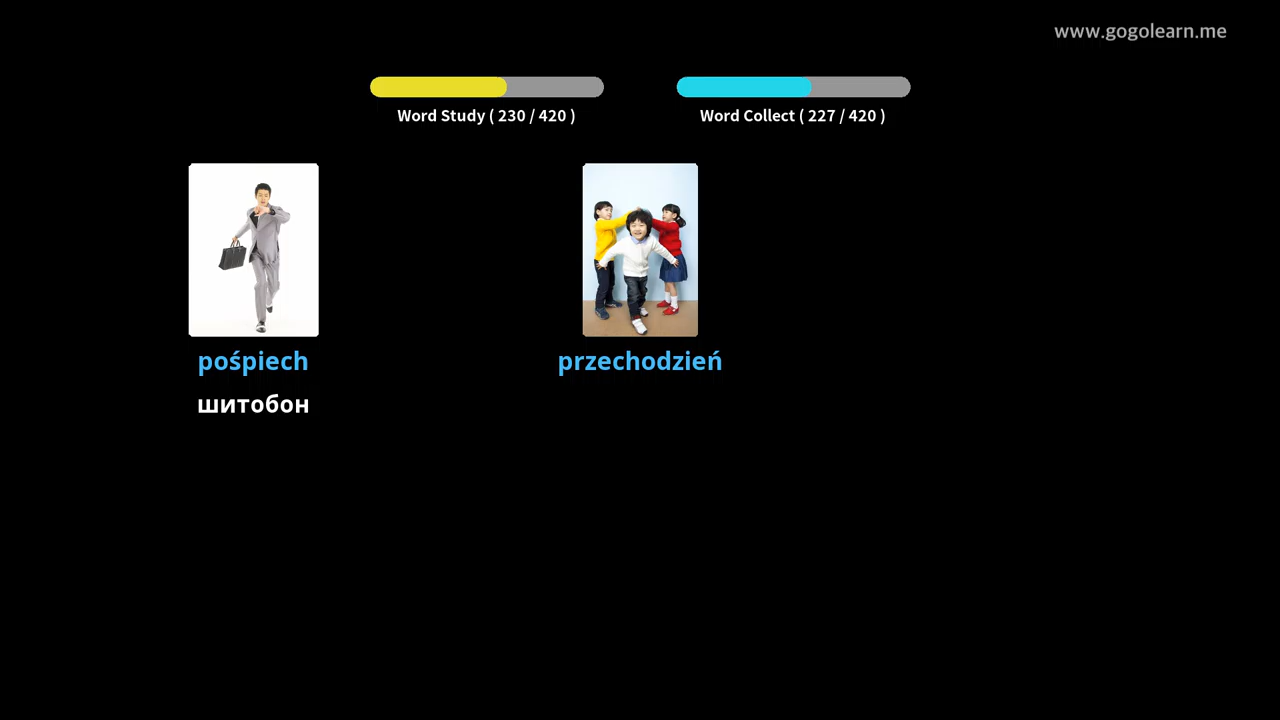 www.gogolearn.me
Word Study ( 230 / 420 )
Word Collect ( 227 / 420 )
pośpiech
przechodzień
шитобон